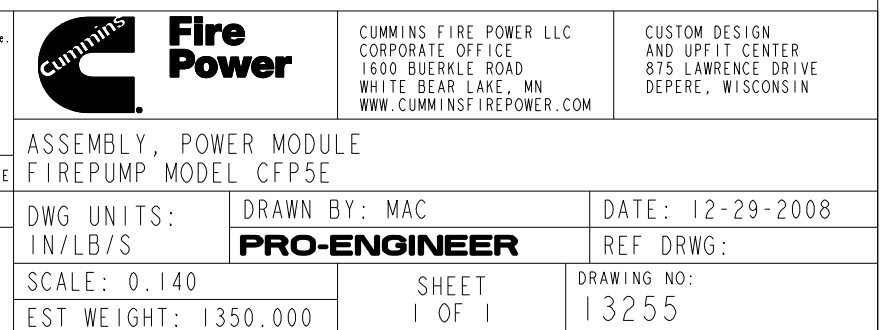 e.
Cummins
Fire
Power
CUMMINS FIRE POWER LLC
CORPORATE OFFICE
1600 BUERKLE ROAD
WHITE BEAR LAKE, MN
WWW.CUMMINSFIREPOWER.COM
CUSTOM DESIGN
AND UPFIT CENTER
875 LAWRENCE DRIVE
DEPERE, WISCONSIN
ASSEMBLY, POWER MODULE
E
FIREPUMP MODEL CFP5E
DWG UNITS:
IN/LB/S
DRAWN BY: MAC
DATE: 12-29-2008
PRO-ENGINEER
REF DRWG:
SCALE: 0.140
EST WEIGHT: 1350.000
SHEET
1 OF 1
DRAWING NO:
13255